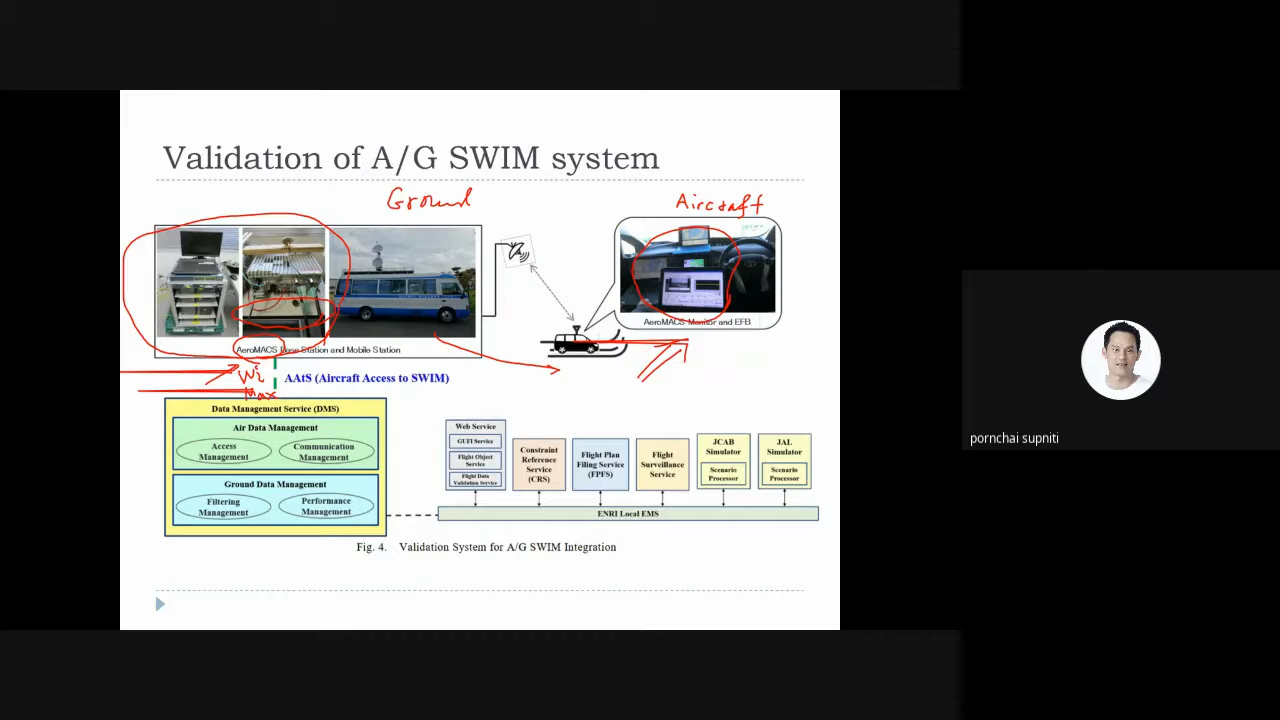 Validation of A/G SWIM system
Ground
Aircraft
AeroMACS Base Station and Mobile Station
AeroMACS Monitor and EFB
Wi
Max
AAtS (Aircraft Access to SWIM)
Data Management Service (DMS)
Air Data Management
Access
Management
Communication
Management
Ground Data Management
Filtering
Management
Performance
Management
Web Service
GUFI Service
Flight Object
Service
Flight Data
Validation Service
Constraint
Reference
Service
(CRS)
Flight Plan
Filing Service
(FPFS)
Flight
Surveillance
Service
JCAB
Simulator
Scenario
Processor
JAL
Simulator
Scenario
Processor
ENRI Local EMS
Fig. 4. Validation System for A/G SWIM Integration
pornchai supniti